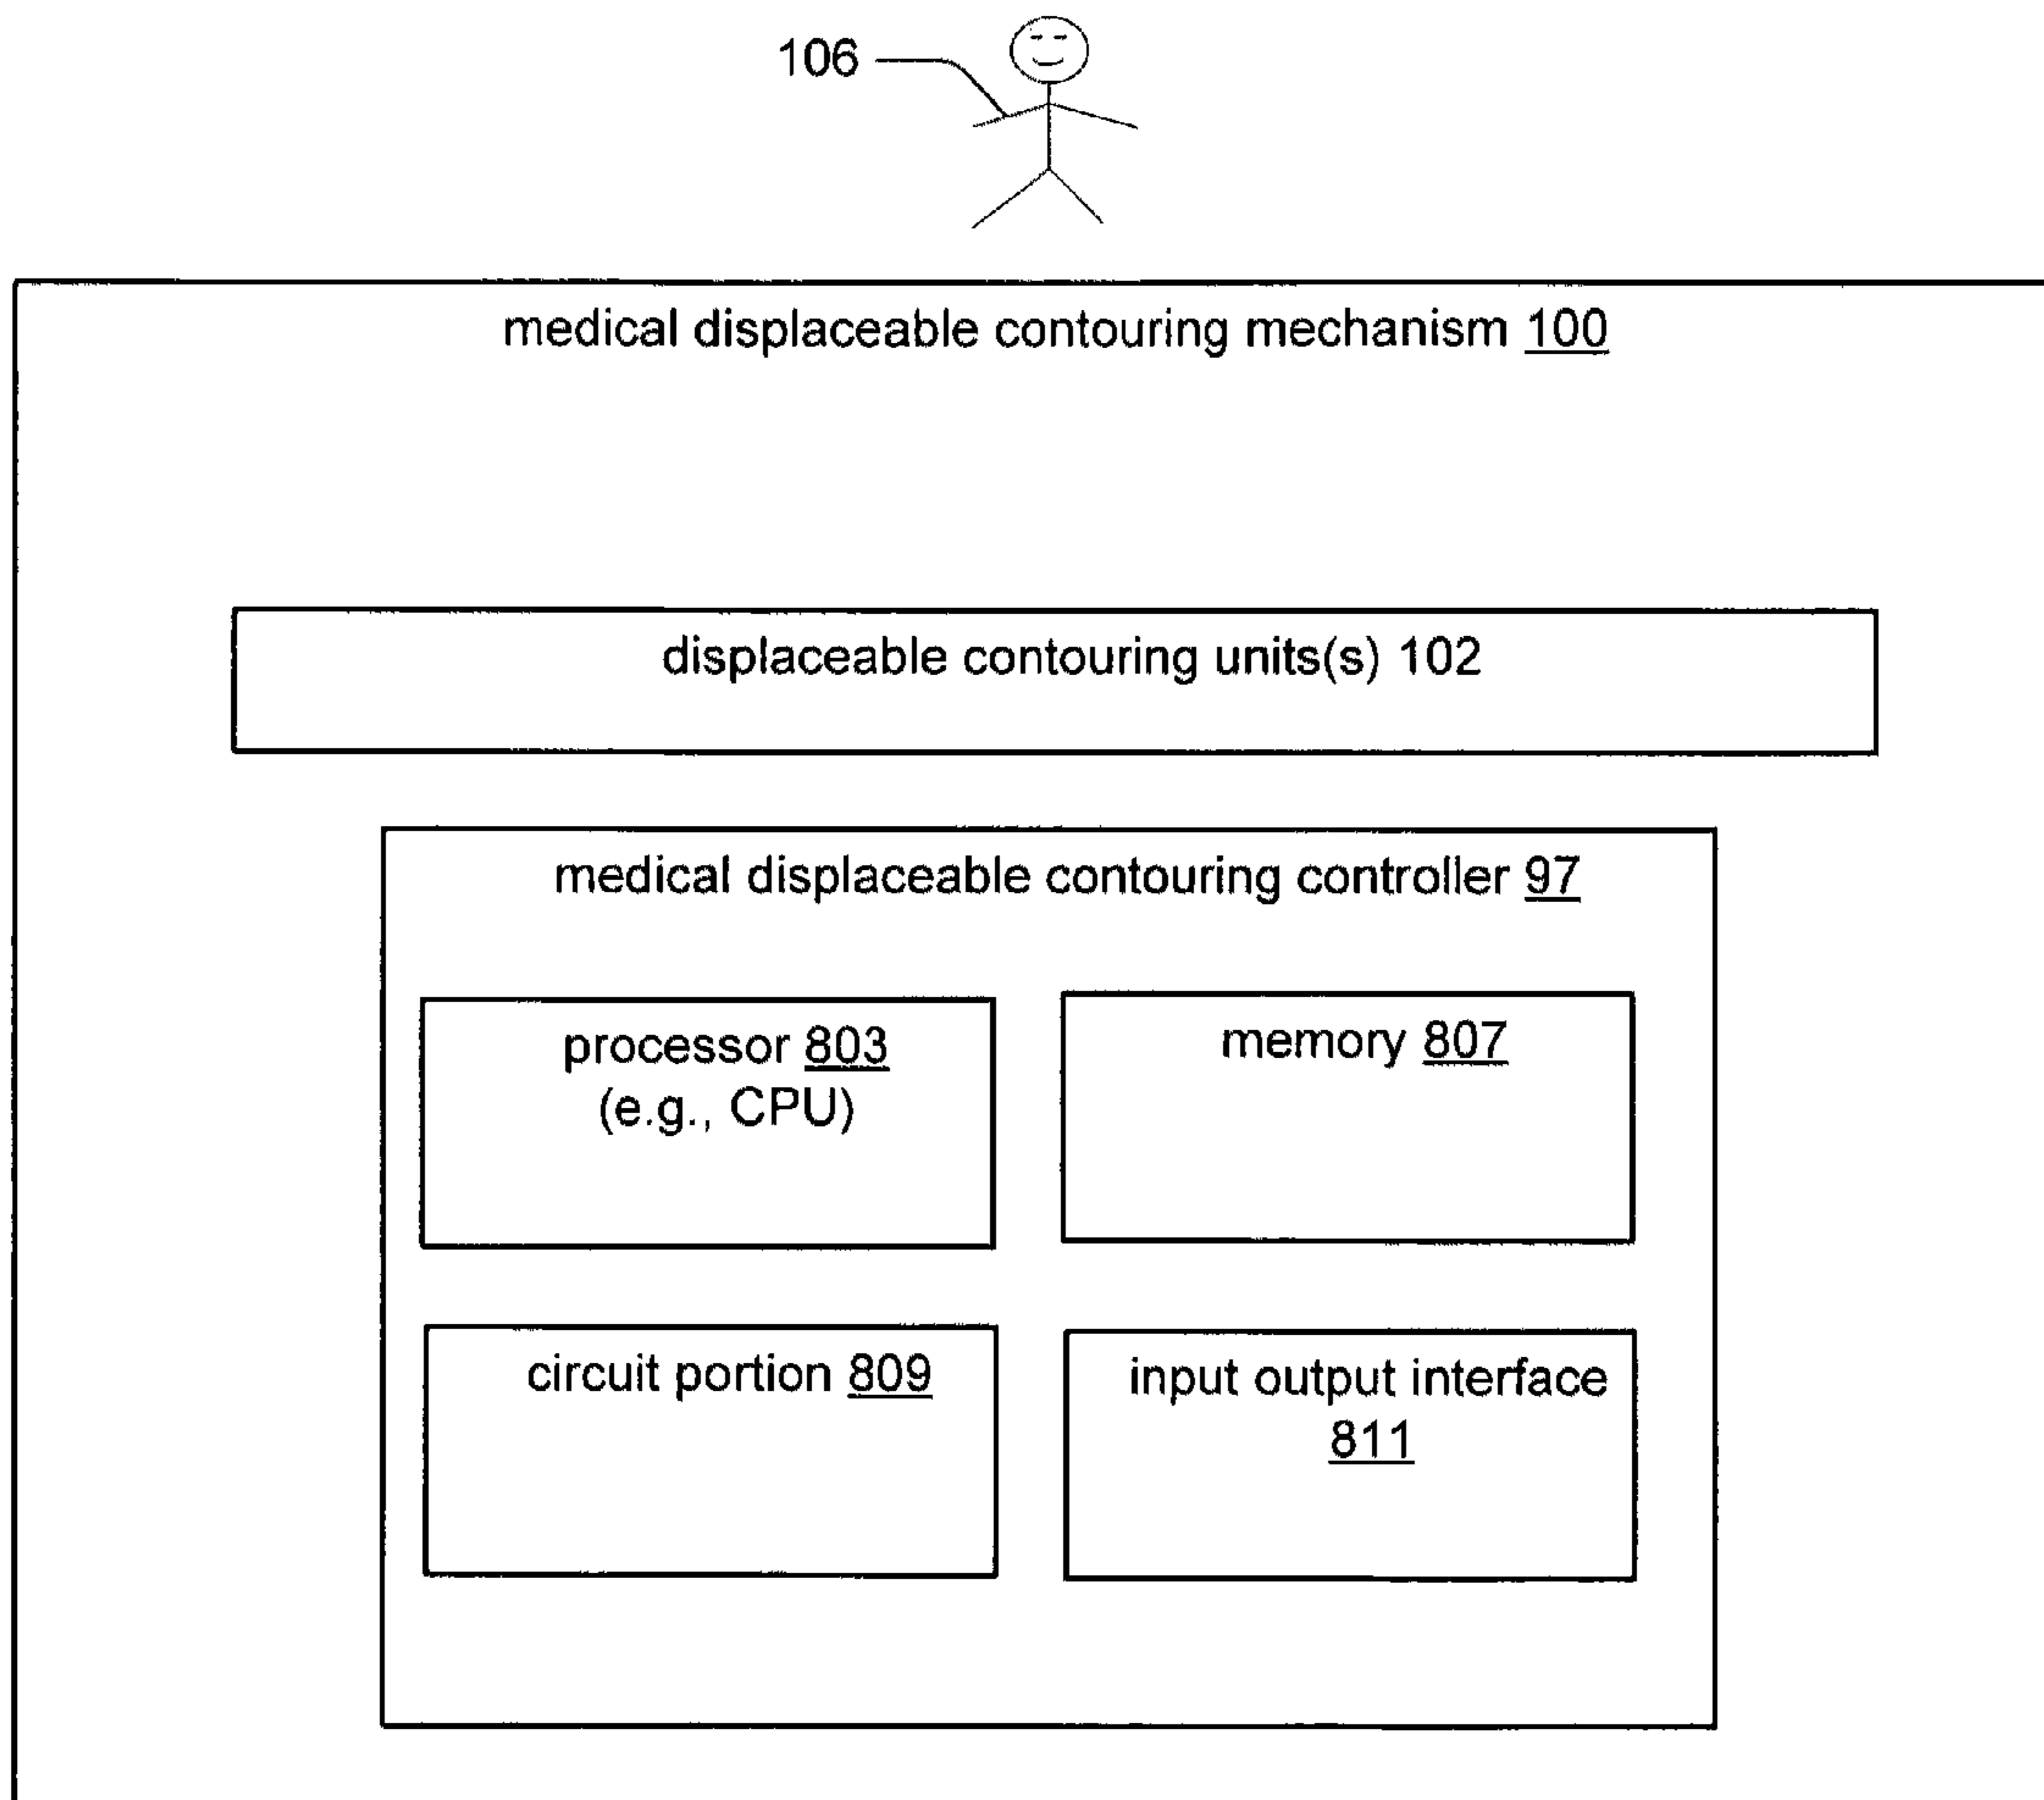 106
medical displaceable contouring mechanism 100
displaceable contouring units(s) 102
medical displaceable contouring controller 97
processor 803
(e.g., CPU)
memory 807
circuit portion 809
input output interface
811